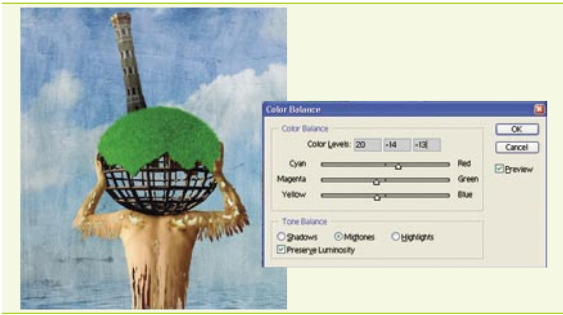 Color Balance
Color Balance
Color Levels: 20 -14 -13
Cyan Red
Magenta Green
Yellow Blue
Tone Balance
Shadows Midtones Highlights
Preserve Luminosity
OK
Cancel
Preview